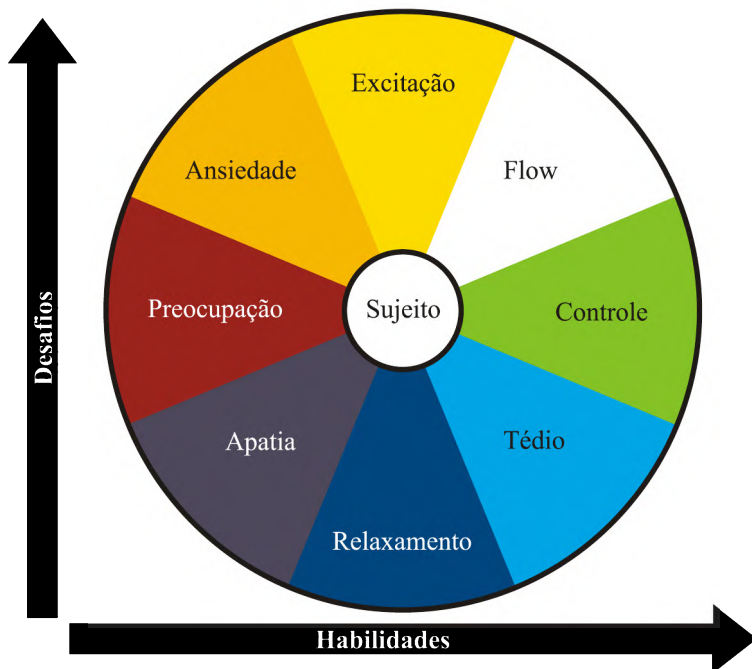 Excitação
Ansiedade
Flow
Preocupação
Sujeito
Controle
Apatia
Tédio
Relaxamento
Desafios
Habilidades